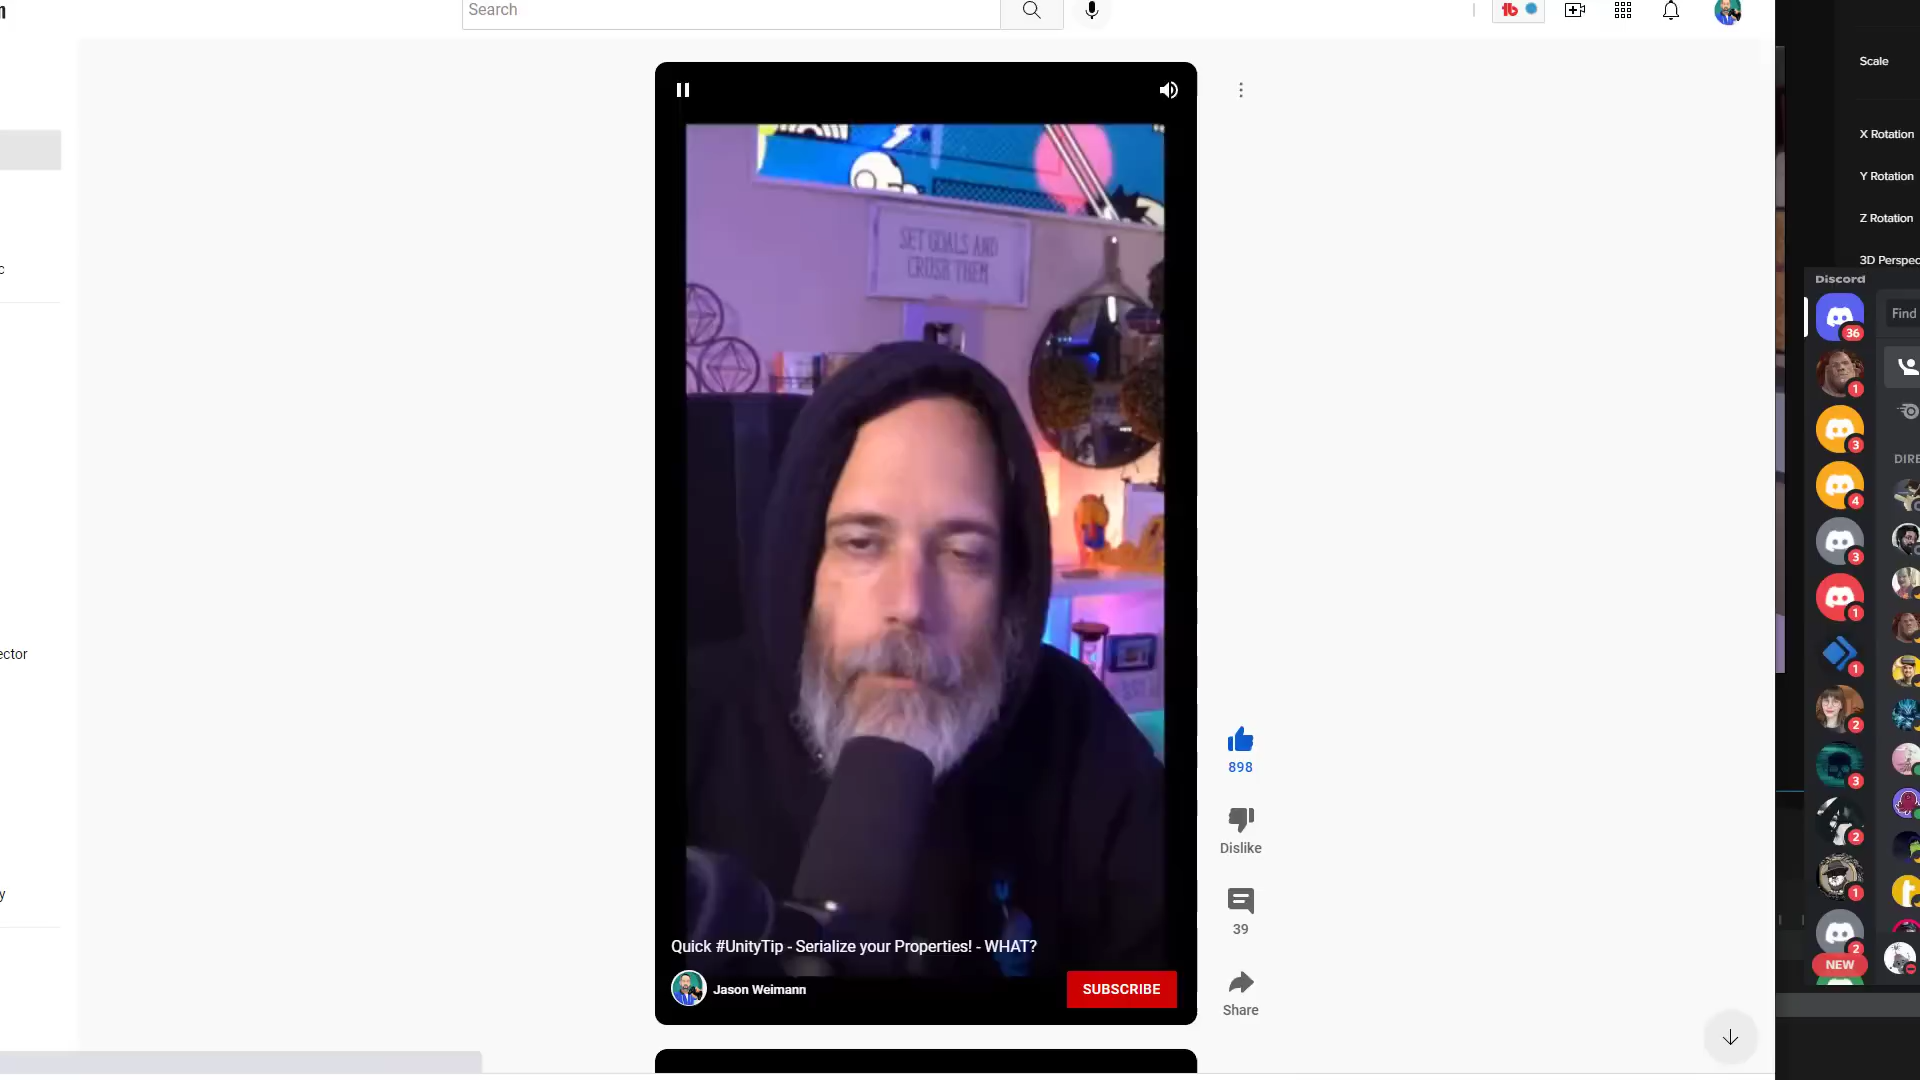 Search
tb
Scale
X Rotation
Y Rotation
Z Rotation
3D Perspec
Discord
Find
36
1
3
4
3
1
1
2
3
2
1
2
NEW
DIRE
c
ector
y
SET GOALS AND
CRUSH THEM
898
Dislike
39
Share
Quick #UnityTip - Serialize your Properties! - WHAT?
Jason Weimann
SUBSCRIBE